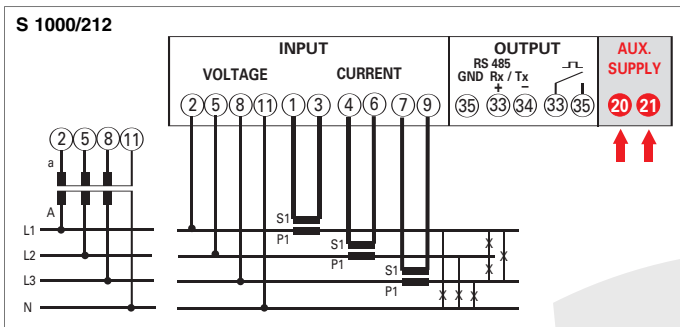 S 1000/212
INPUT
OUTPUT
AUX.
SUPPLY
VOLTAGE
CURRENT
RS 485
GND Rx / Tx
+ −
2 5 8 11 1 3 4 6 7 9 35 33 34 33 35 20 21
2 5 8 11
a
A
L1
L2
L3
N
S1
P1
S1
P1
S1
P1
X
X
X
X X X